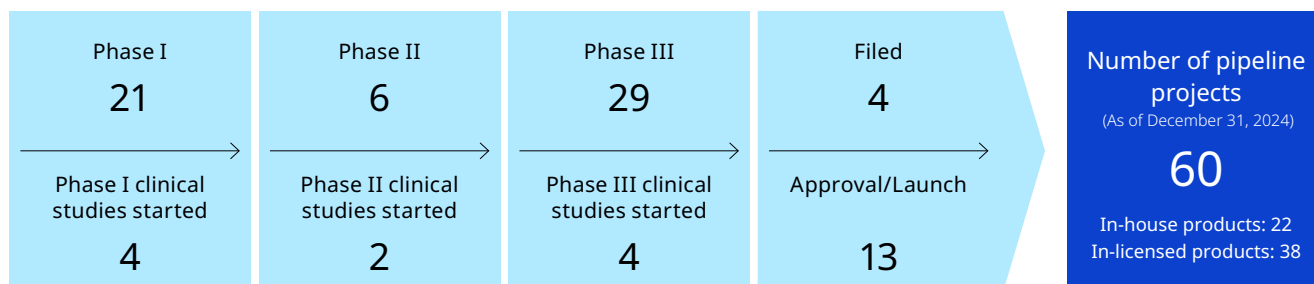 Phase I
21
Phase I clinical
studies started
4
Phase II
6
Phase II clinical
studies started
2
Phase III
29
Phase III clinical
studies started
4
Filed
4
Approval/Launch
13
Number of pipeline
projects
(As of December 31, 2024)
60
In-house products: 22
In-licensed products: 38